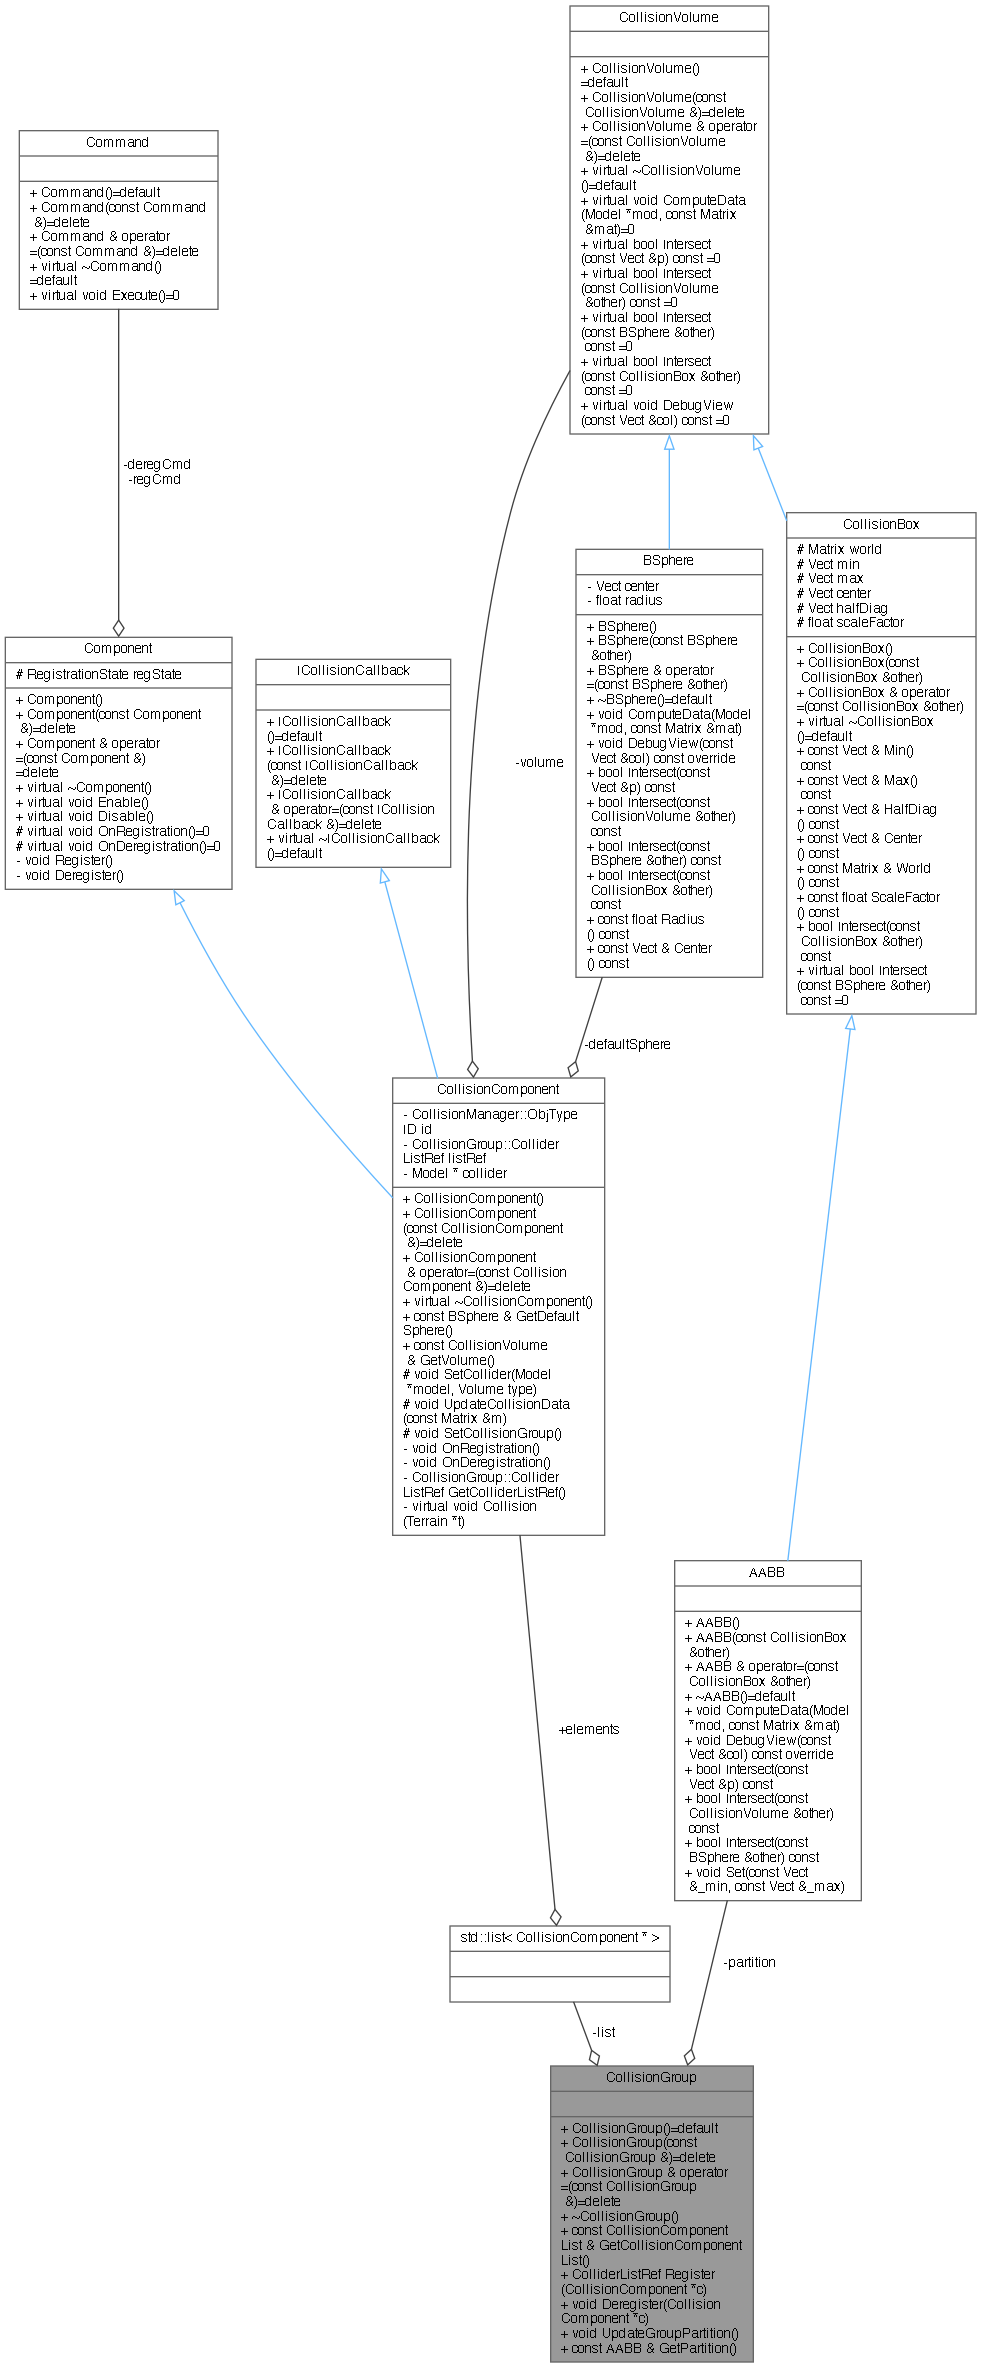 CollisionVolume
+ CollisionVolume()
=default
+ CollisionVolume(const
CollisionVolume &)=delete
+ CollisionVolume & operator
=(const CollisionVolume
&)=delete
+ virtual ~CollisionVolume
()=default
+ virtual void ComputeData
(Model *mod, const Matrix
&mat)=0
+ virtual bool Intersect
(const Vect &p) const =0
+ virtual bool Intersect
(const CollisionVolume
&other) const =0
+ virtual bool Intersect
(const BSphere &other)
const =0
+ virtual bool Intersect
(const CollisionBox &other)
const =0
+ virtual void DebugView
(const Vect &col) const =0
Command
+ Command()=default
+ Command(const Command
&)=delete
+ Command & operator
=(const Command &)=delete
+ virtual ~Command()
=default
+ virtual void Execute()=0
-deregCmd
-regCmd
Component
# RegistrationState regState
+ Component()
+ Component(const Component
&)=delete
+ Component & operator
=(const Component &)
=delete
+ virtual ~Component()
+ virtual void Enable()
+ virtual void Disable()
# virtual void OnRegistration()=0
# virtual void OnDeregistration()=0
- void Register()
- void Deregister()
ICollisionCallback
+ ICollisionCallback
()=default
+ ICollisionCallback
(const ICollisionCallback
&)=delete
+ ICollisionCallback
& operator=(const ICollision
Callback &)=delete
+ virtual ~ICollisionCallback
()=default
-volume
BSphere
- Vect center
- float radius
+ BSphere()
+ BSphere(const BSphere
&other)
+ BSphere & operator
=(const BSphere &other)
+ ~BSphere()=default
+ void ComputeData(Model
*mod, const Matrix &mat)
+ void DebugView(const
Vect &col) const override
+ bool Intersect(const
Vect &p) const
+ bool Intersect(const
CollisionVolume &other)
const
+ bool Intersect(const
BSphere &other) const
+ bool Intersect(const
CollisionBox &other)
const
+ const float Radius
() const
+ const Vect & Center
() const
CollisionBox
# Matrix world
# Vect min
# Vect max
# Vect center
# Vect halfDiag
# float scaleFactor
+ CollisionBox()
+ CollisionBox(const
CollisionBox &other)
+ CollisionBox & operator
=(const CollisionBox &other)
+ virtual ~CollisionBox
()=default
+ const Vect & Min()
const
+ const Vect & Max()
const
+ const Vect & HalfDiag
() const
+ const Vect & Center
() const
+ const Matrix & World
() const
+ const float ScaleFactor
() const
+ bool Intersect(const
CollisionBox &other)
const
+ virtual bool Intersect
(const BSphere &other)
const =0
-defaultSphere
CollisionComponent
- CollisionManager::ObjType
ID id
- CollisionGroup::Collider
ListRef listRef
- Model * collider
+ CollisionComponent()
+ CollisionComponent
(const CollisionComponent
&)=delete
+ CollisionComponent
& operator=(const Collision
Component &)=delete
+ virtual ~CollisionComponent()
+ const BSphere & GetDefault
Sphere()
+ const CollisionVolume
& GetVolume()
# void SetCollider(Model
*model, Volume type)
# void UpdateCollisionData
(const Matrix &m)
# void SetCollisionGroup()
- void OnRegistration()
- void OnDeregistration()
- CollisionGroup::Collider
ListRef GetColliderListRef()
- virtual void Collision
(Terrain *t)
+elements
AABB
+ AABB()
+ AABB(const CollisionBox
&other)
+ AABB & operator=(const
CollisionBox &other)
+ ~AABB()=default
+ void ComputeData(Model
*mod, const Matrix &mat)
+ void DebugView(const
Vect &col) const override
+ bool Intersect(const
Vect &p) const
+ bool Intersect(const
CollisionVolume &other)
const
+ bool Intersect(const
BSphere &other) const
+ void Set(const Vect
&_min, const Vect &_max)
std::list< CollisionComponent * >
-partition
-list
CollisionGroup
+ CollisionGroup()=default
+ CollisionGroup(const
CollisionGroup &)=delete
+ CollisionGroup & operator
=(const CollisionGroup
&)=delete
+ ~CollisionGroup()
+ const CollisionComponent
List & GetCollisionComponent
List()
+ ColliderListRef Register
(CollisionComponent *c)
+ void Deregister(Collision
Component *c)
+ void UpdateGroupPartition()
+ const AABB & GetPartition()